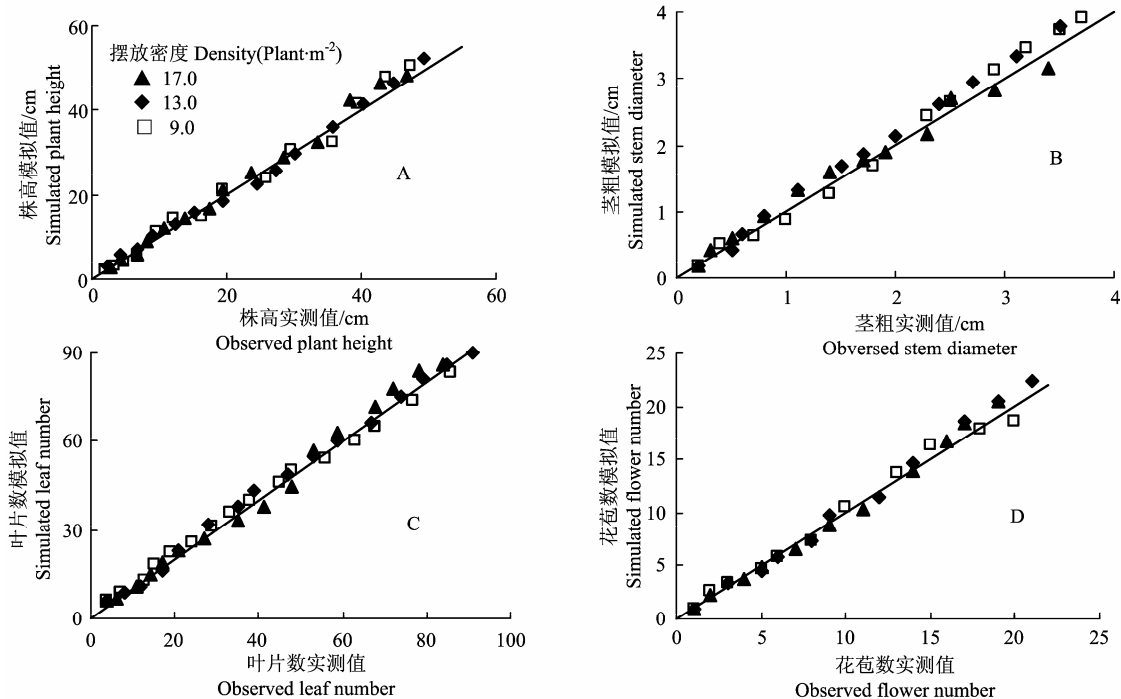 60
40
20
0
株高模拟值/cm
Simulated plant height
摆放密度 Density(Plant·m⁻²)
▲ 17.0
◆ 13.0
□ 9.0
A
0 20 40 60
株高实测值/cm
Observed plant height
4
3
2
1
0
茎粗模拟值/cm
Simulated stem diameter
B
0 1 2 3 4
茎粗实测值/cm
Obversed stem diameter
90
60
30
0
叶片数模拟值
Simulated leaf number
C
0 20 40 60 80 100
叶片数实测值
Observed leaf number
25
20
15
10
5
0
花苞数模拟值
Simulated flower number
D
0 5 10 15 20 25
花苞数实测值
Observed flower number